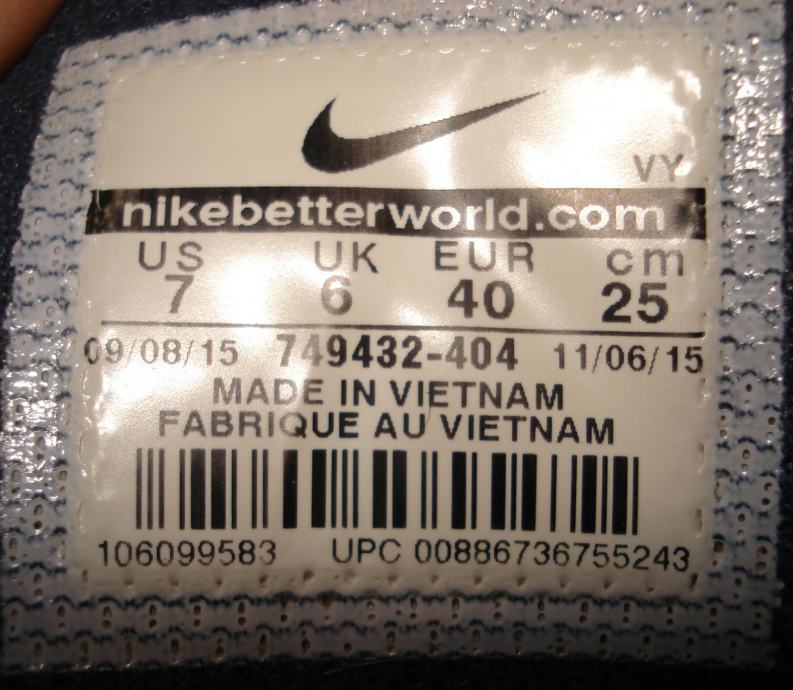 VY
nikebetterworld.com
US UK EUR cm
7 6 40 25
09/08/15 749432-404 11/06/15
MADE IN VIETNAM
FABRIQUE AU VIETNAM
106099583 UPC 00886736755243